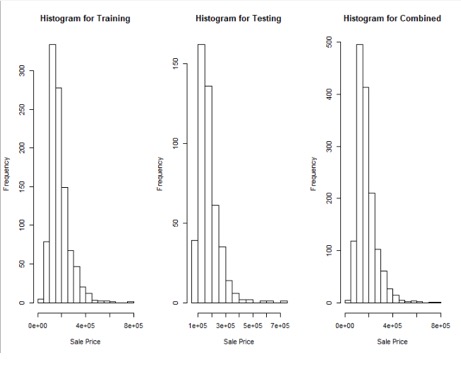 Histogram for Training
Frequency
0 50 100 150 200 250 300
0e+00 4e+05 8e+05
Sale Price
Histogram for Testing
Frequency
0 50 100 150
1e+05 3e+05 5e+05 7e+05
Sale Price
Histogram for Combined
Frequency
0 100 200 300 400 500
0e+00 4e+05 8e+05
Sale Price